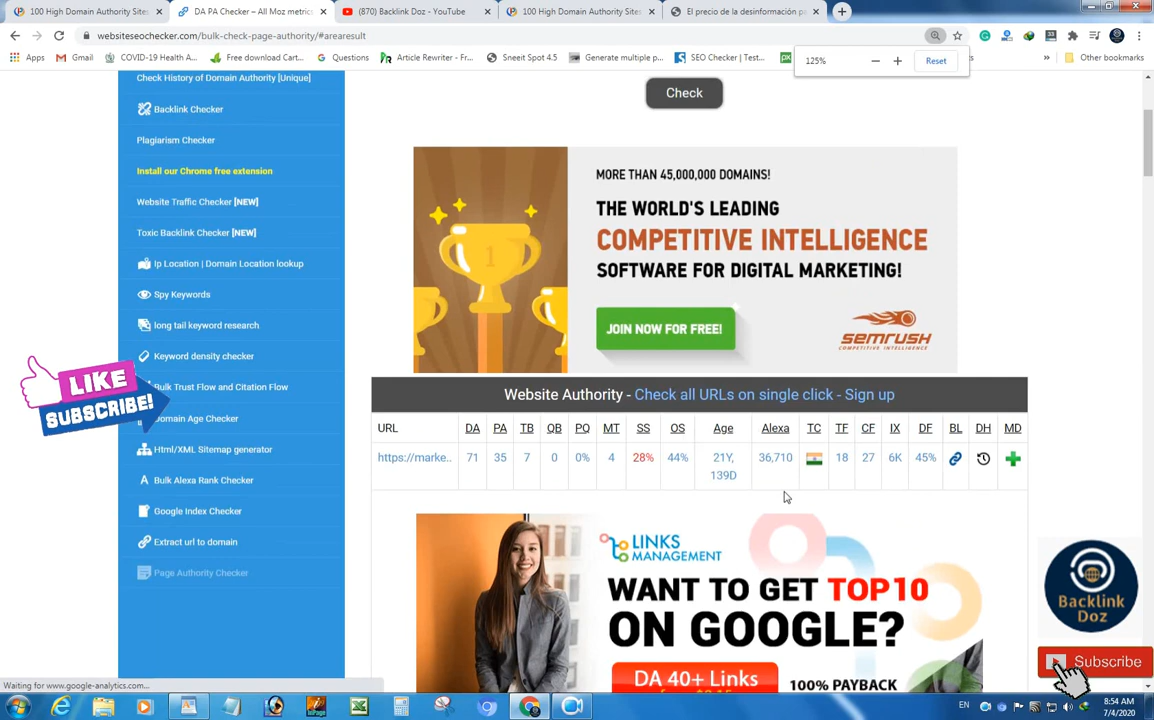 100 High Domain Authority Sites
DA PA Checker – All Moz metrics
(870) Backlink Doz - YouTube
100 High Domain Authority Sites
El precio de la desinformación p
websiteseochecker.com/bulk-check-page-authority/#arearesult
Apps
Gmail
COVID-19 Health A...
Free download Cart...
Questions
Article Rewriter - Fr...
Sneeit Spot 4.5
Generate multiple p...
SEO Checker | Test...
Other bookmarks
125%
Reset
Check History of Domain Authority [Unique]
Backlink Checker
Plagiarism Checker
Install our Chrome free extension
Website Traffic Checker [NEW]
Toxic Backlink Checker [NEW]
Ip Location | Domain Location lookup
Spy Keywords
long tail keyword research
Keyword density checker
Bulk Trust Flow and Citation Flow
Domain Age Checker
Html/XML Sitemap generator
Bulk Alexa Rank Checker
Google Index Checker
Extract url to domain
Page Authority Checker
LIKE
SUBSCRIBE!
Check
MORE THAN 45,000,000 DOMAINS!
THE WORLD'S LEADING
COMPETITIVE INTELLIGENCE
SOFTWARE FOR DIGITAL MARKETING!
JOIN NOW FOR FREE!
SEMRUSH
COMPETITIVE INTELLIGENCE
1
Website Authority - Check all URLs on single click - Sign up
URL DA PA TB QB PQ MT SS OS Age Alexa TC TF CF IX DF BL DH MD
https://marke.. 71 35 7 0 0% 4 28% 44% 21Y, 139D 36,710 18 27 6K 45%
LINKS
MANAGEMENT
WANT TO GET TOP10
ON GOOGLE?
DA 40+ Links
100% PAYBACK
Backlink
Doz
Subscribe
Waiting for www.google-analytics.com...
EN
8:54 AM
7/4/2020